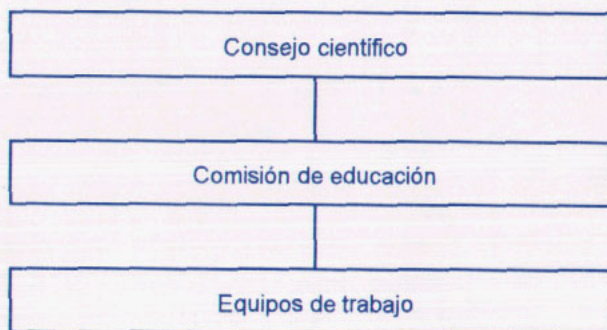 Consejo científico
Comisión de educación
Equipos de trabajo